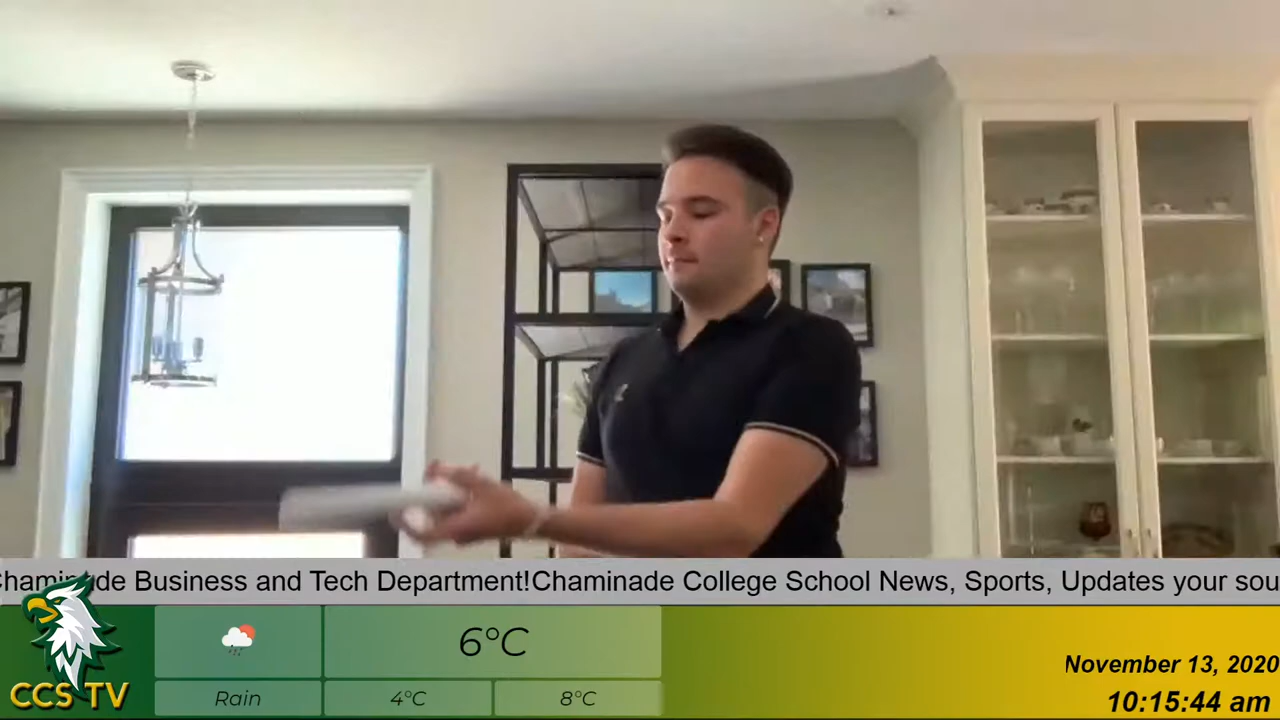 Chaminade Business and Tech Department!Chaminade College School News, Sports, Updates your sou
6°C
November 13, 2020
Rain 4°C 8°C
CCS TV
10:15:44 am